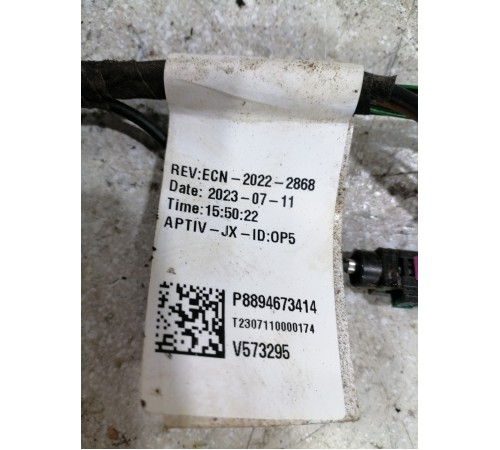 REV:ECN-2022-2868
Date: 2023-07-11
Time:15:50:22
APTIV-JX-ID:OP5
P8894673414
T2307110000174
V573295